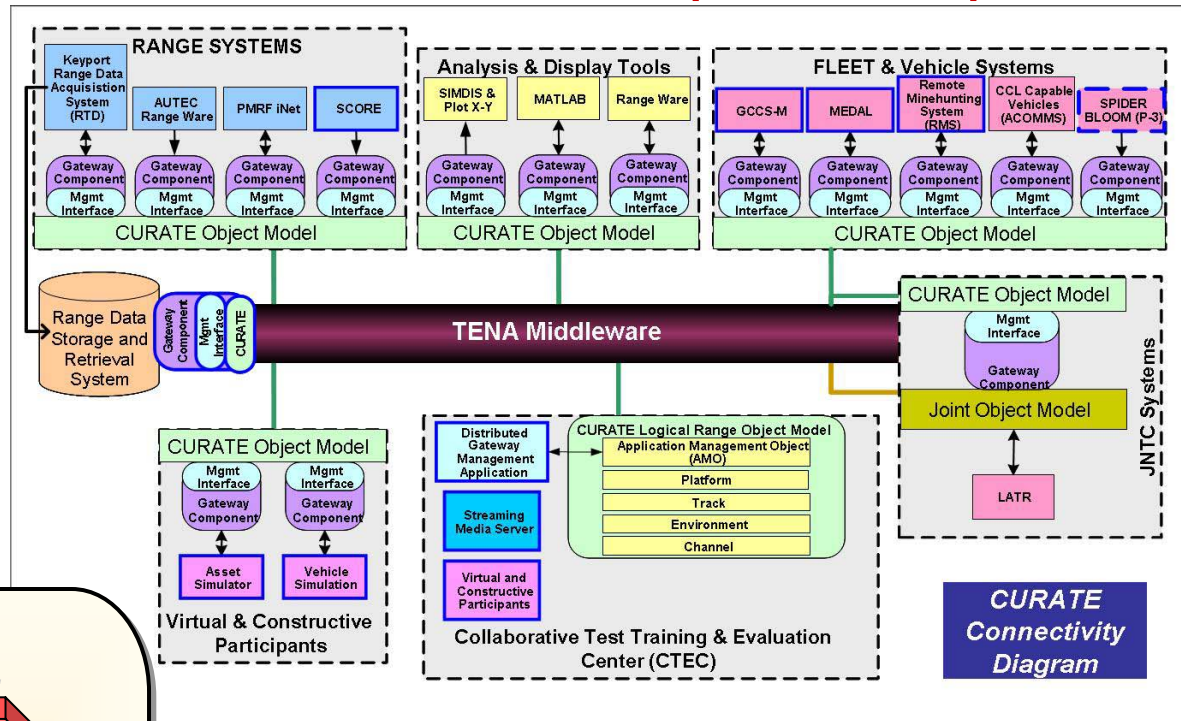 RANGE SYSTEMS
Keyport
Range Data
Acquisistion
System
(RTD)
AUTEC
Range Ware
PMRF iNet
SCORE
Gateway
Component
Mgmt
Interface
Gateway
Component
Mgmt
Interface
Gateway
Component
Mgmt
Interface
Gateway
Component
Mgmt
Interface
CURATE Object Model
Analysis & Display Tools
SIMDIS &
Plot X-Y
MATLAB
Range Ware
Gateway
Component
Mgmt
Interface
Gateway
Component
Mgmt
Interface
Gateway
Component
Mgmt
Interface
CURATE Object Model
FLEET & Vehicle Systems
GCCS-M
MEDAL
Remote
Minehunting
System
(RMS)
CCL Capable
Vehicles
(ACOMMS)
SPIDER
BLOOM (P-3)
Gateway
Component
Mgmt
Interface
Gateway
Component
Mgmt
Interface
Gateway
Component
Mgmt
Interface
Gateway
Component
Mgmt
Interface
Gateway
Component
Mgmt
Interface
CURATE Object Model
Range Data
Storage and
Retrieval
System
Gateway
Component
Mgmt
Interface
CURATE
TENA Middleware
CURATE Object Model
Mgmt
Interface
Gateway
Component
Joint Object Model
LATR
JNTC Systems
CURATE Object Model
Mgmt
Interface
Gateway
Component
Mgmt
Interface
Gateway
Component
Asset
Simulator
Vehicle
Simulation
Virtual & Constructive
Participants
Distributed
Gateway
Management
Application
Streaming
Media Server
Virtual and
Constructive
Participants
CURATE Logical Range Object Model
Application Management Object
(AMO)
Platform
Track
Environment
Channel
Collaborative Test Training & Evaluation
Center (CTEC)
CURATE
Connectivity
Diagram